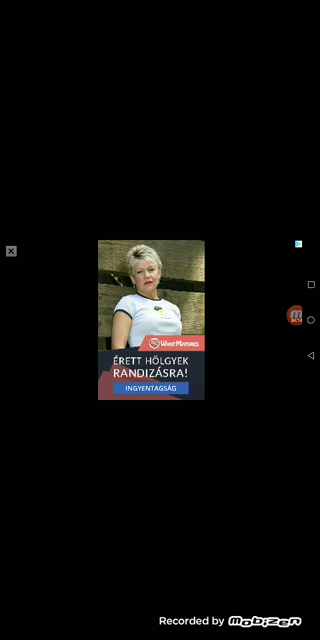 WantMatures
ÉRETT HÖLGYEK
RANDIZÁSRA!
INGYENTAGSÁG
Recorded by Mobizen